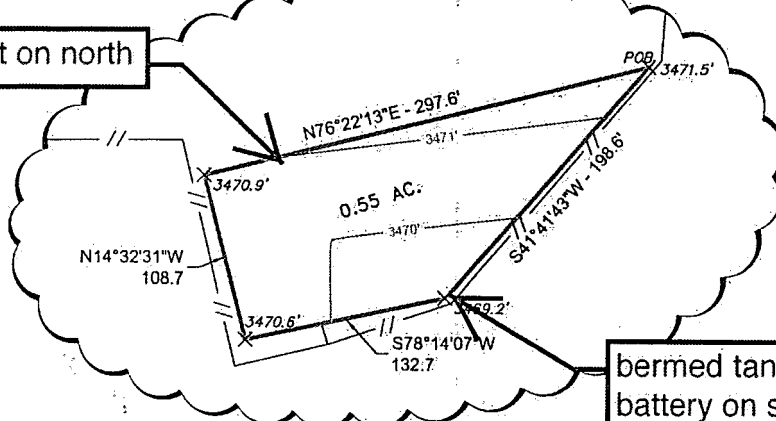 t on north
POB
3471.5'
N76°22'13"E - 297.6'
3471'
3470.9'
0.55 AC.
S41°41'43"W - 198.6'
3470'
N14°32'31"W
108.7
3469.2'
3470.6'
S78°14'07"W
132.7
bermed tan
battery on s